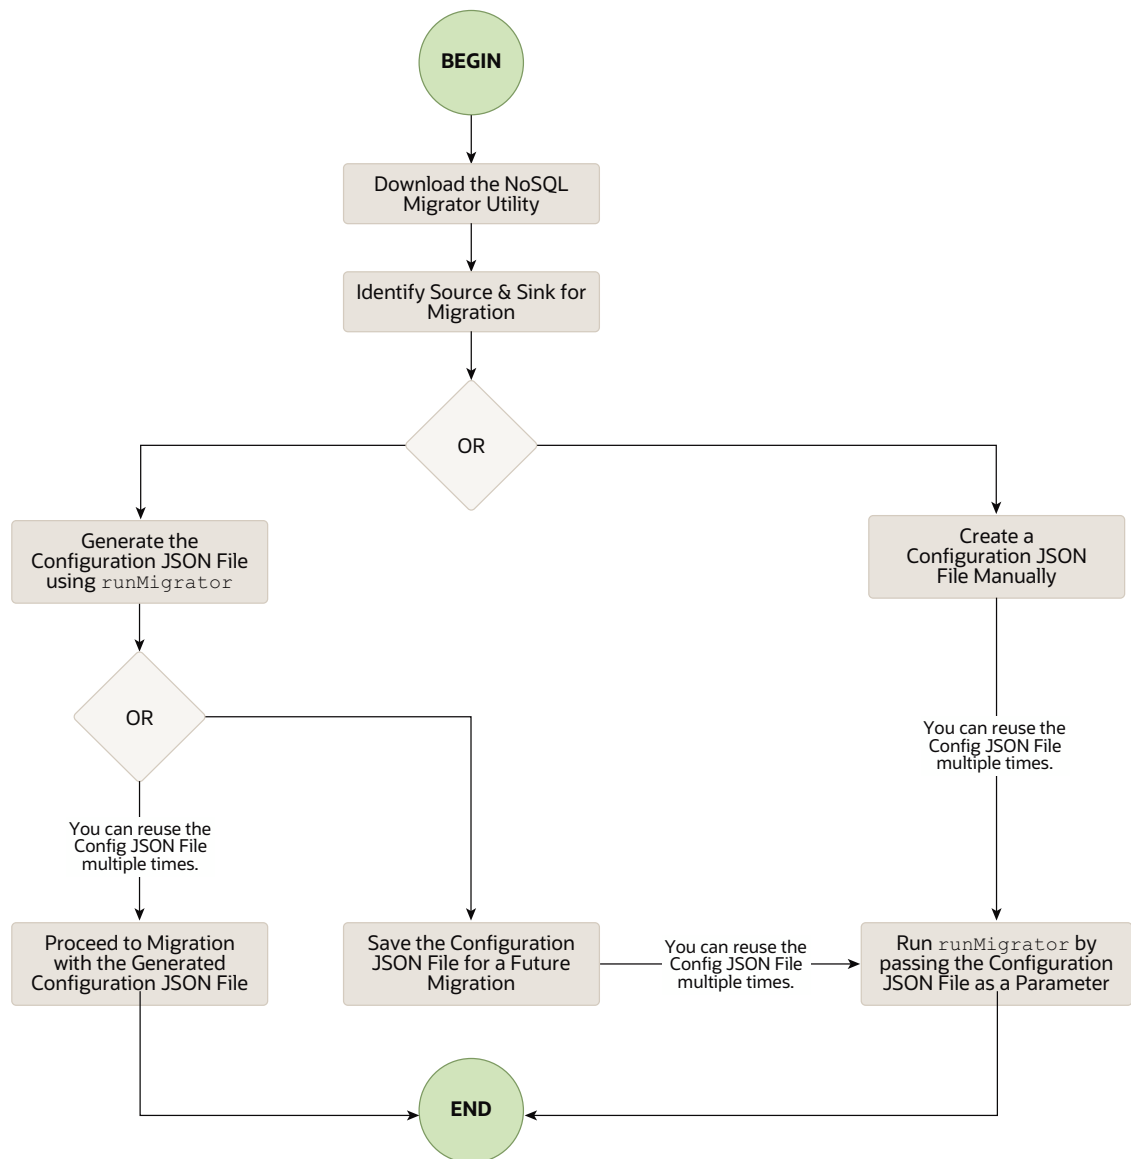 BEGIN
Download the NoSQL
Migrator Utility
Identify Source & Sink for
Migration
OR
Generate the
Configuration JSON File
using runMigrator
Create a
Configuration JSON
File Manually
OR
You can reuse the
Config JSON File
multiple times.
You can reuse the
Config JSON File
multiple times.
Proceed to Migration
with the Generated
Configuration JSON File
Save the Configuration
JSON File for a Future
Migration
You can reuse the
Config JSON File
multiple times.
Run runMigrator by
passing the Configuration
JSON File as a Parameter
END